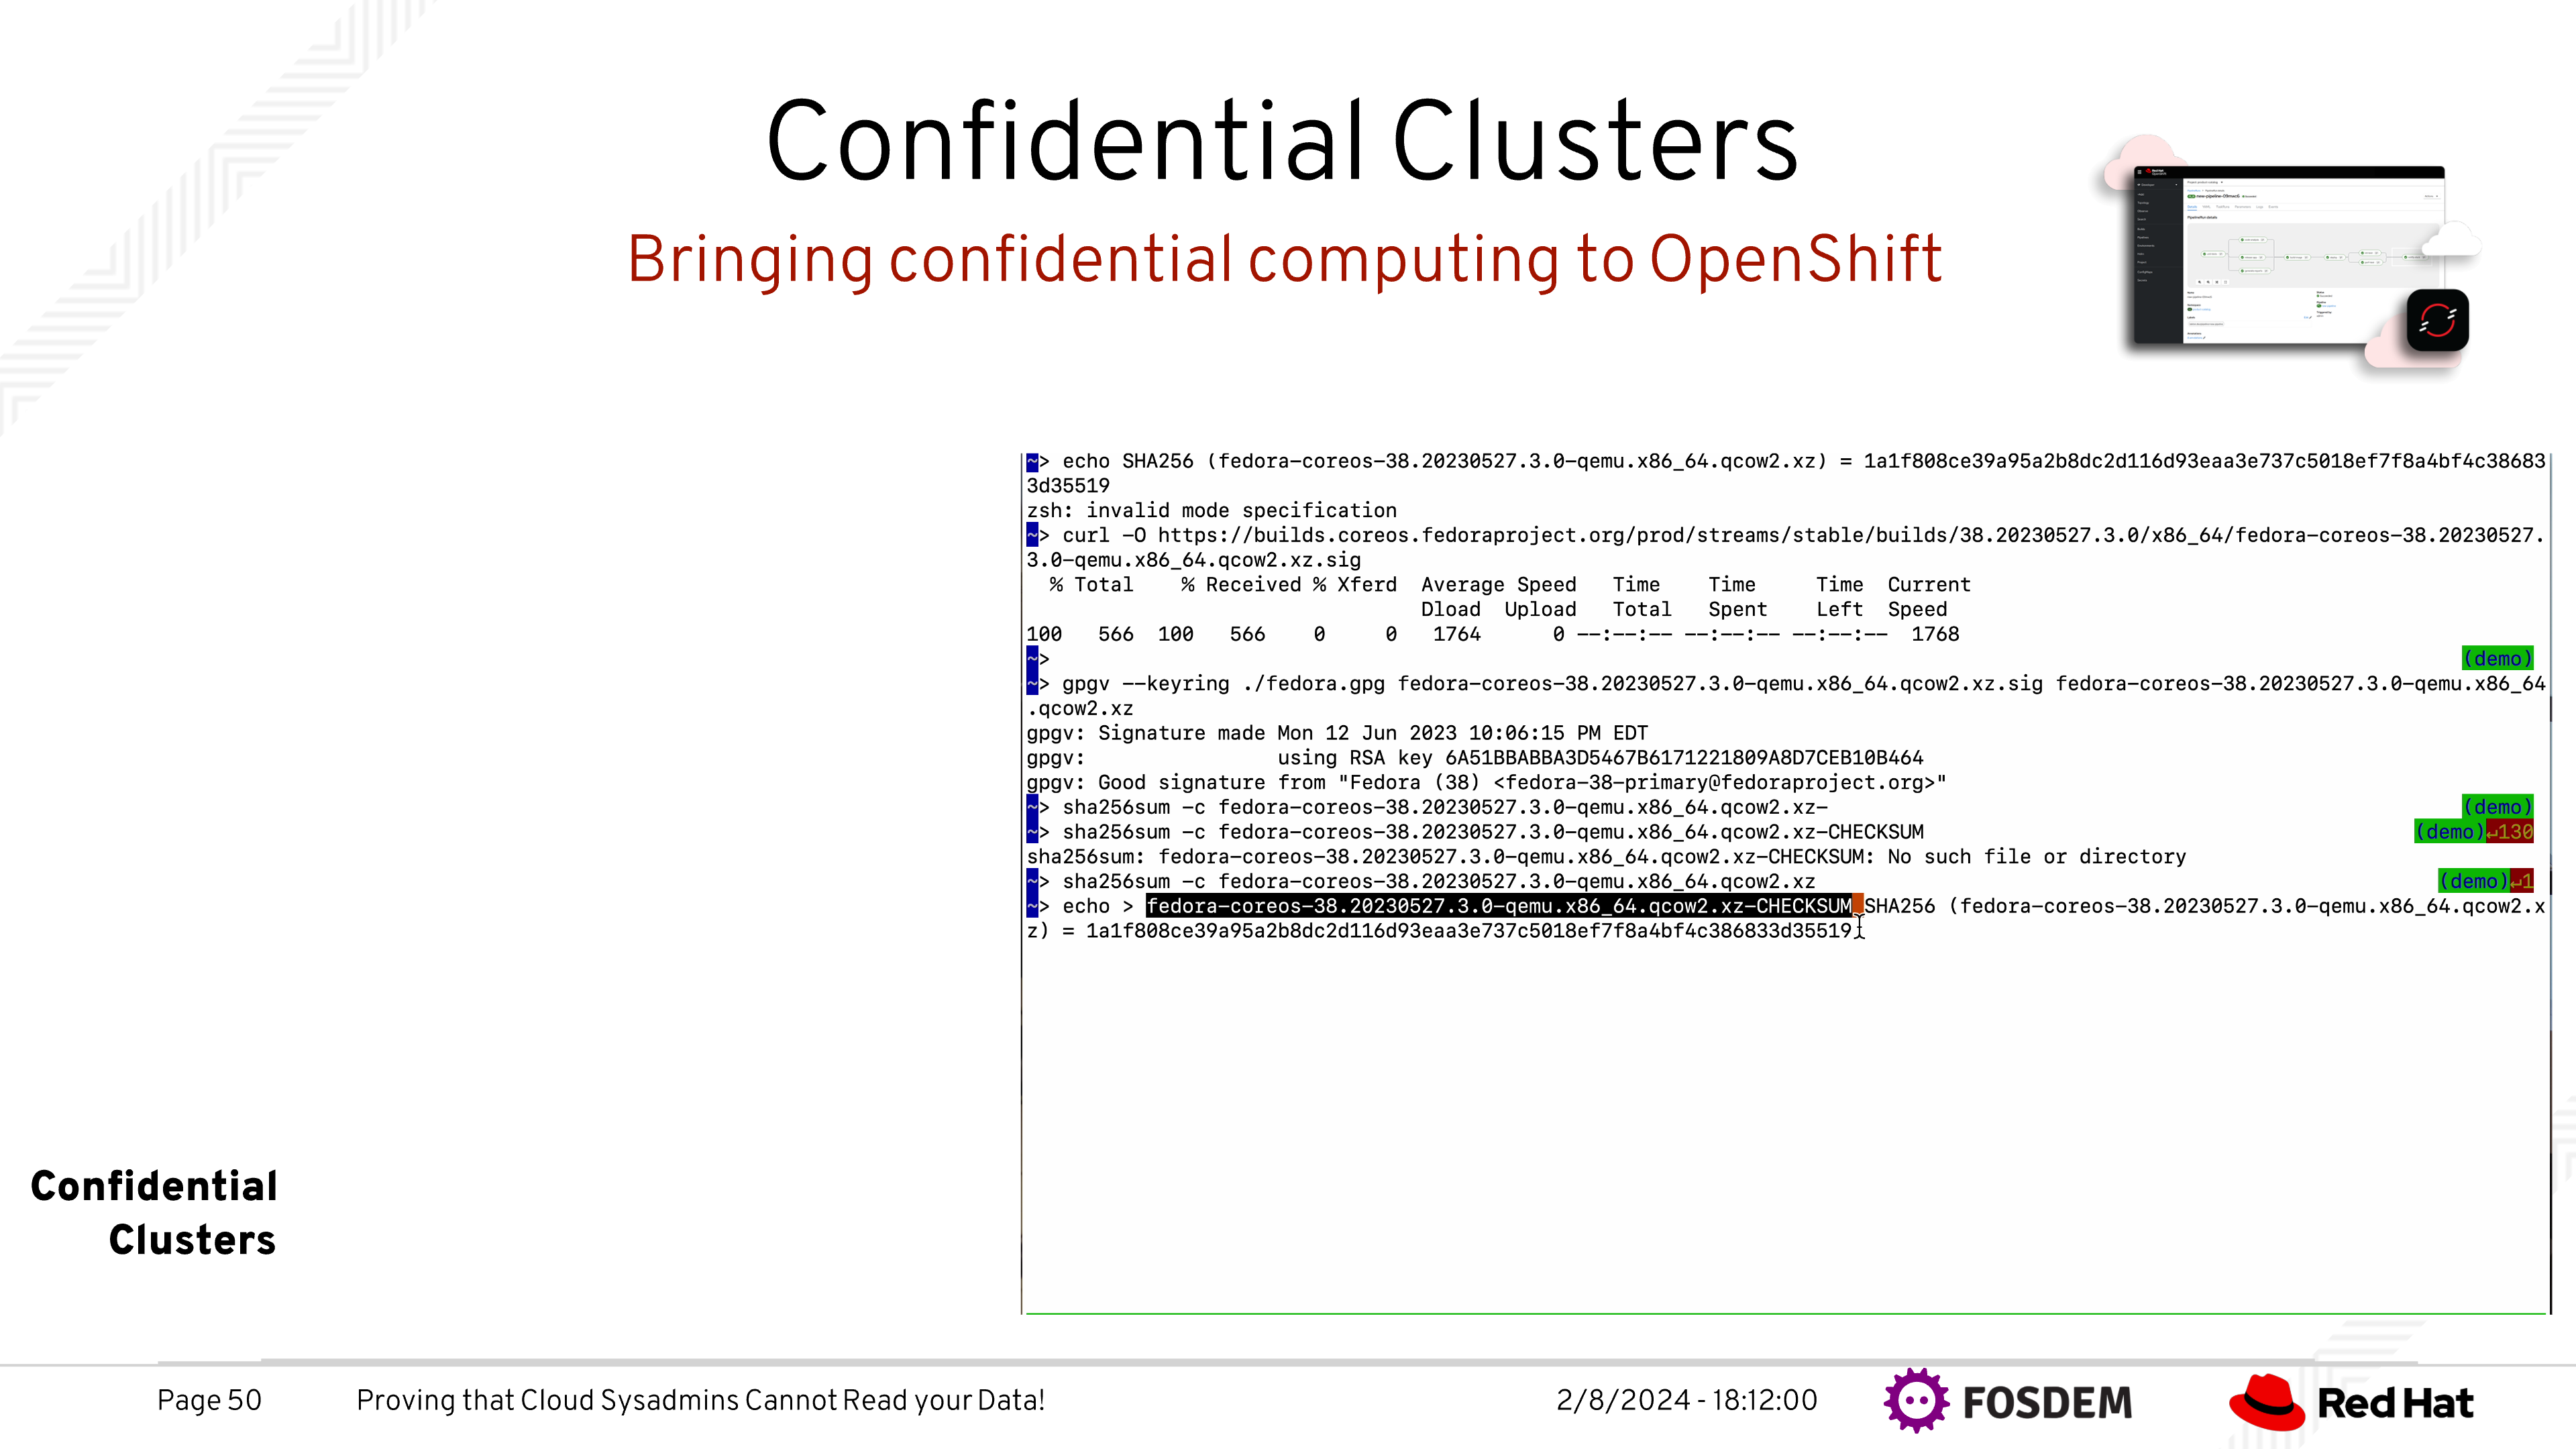 Confidential Clusters
Bringing confidential computing to OpenShift
~> echo SHA256 (fedora-coreos-38.20230527.3.0-qemu.x86_64.qcow2.xz) = 1a1f808ce39a95a2b8dc2d116d93eaa3e737c5018ef7f8a4bf4c38683
3d35519
zsh: invalid mode specification
~> curl -O https://builds.coreos.fedoraproject.org/prod/streams/stable/builds/38.20230527.3.0/x86_64/fedora-coreos-38.20230527.
3.0-qemu.x86_64.qcow2.xz.sig
% Total    % Received % Xferd  Average Speed   Time    Time     Time  Current
Dload  Upload   Total   Spent    Left  Speed
100   566  100   566    0     0   1764      0 --:--:-- --:--:-- --:--:--  1768
~> (demo)
~> gpgv --keyring ./fedora.gpg fedora-coreos-38.20230527.3.0-qemu.x86_64.qcow2.xz.sig fedora-coreos-38.20230527.3.0-qemu.x86_64
.qcow2.xz
gpgv: Signature made Mon 12 Jun 2023 10:06:15 PM EDT
gpgv:                using RSA key 6A51BBABBA3D5467B6171221809A8D7CEB10B464
gpgv: Good signature from "Fedora (38) <fedora-38-primary@fedoraproject.org>"
~> sha256sum -c fedora-coreos-38.20230527.3.0-qemu.x86_64.qcow2.xz- (demo)
~> sha256sum -c fedora-coreos-38.20230527.3.0-qemu.x86_64.qcow2.xz-CHECKSUM (demo)↵130
sha256sum: fedora-coreos-38.20230527.3.0-qemu.x86_64.qcow2.xz-CHECKSUM: No such file or directory
~> sha256sum -c fedora-coreos-38.20230527.3.0-qemu.x86_64.qcow2.xz (demo)↵1
~> echo > fedora-coreos-38.20230527.3.0-qemu.x86_64.qcow2.xz-CHECKSUM SHA256 (fedora-coreos-38.20230527.3.0-qemu.x86_64.qcow2.x
z) = 1a1f808ce39a95a2b8dc2d116d93eaa3e737c5018ef7f8a4bf4c386833d35519
Confidential
Clusters
Page 50
Proving that Cloud Sysadmins Cannot Read your Data!
2/8/2024 - 18:12:00
FOSDEM
Red Hat